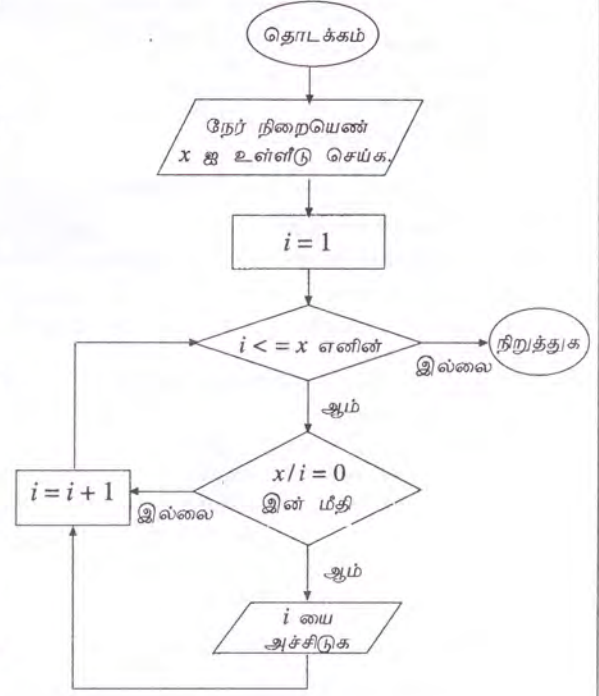 தொடக்கம்
நேர் நிறையெண்
x ஐ உள்ளீடு செய்க.
i = 1
i < = x எனின்
இல்லை
நிறுத்துக
ஆம்
x/i = 0
இன் மீதி
i = i + 1
இல்லை
ஆம்
i யை
அச்சிடுக